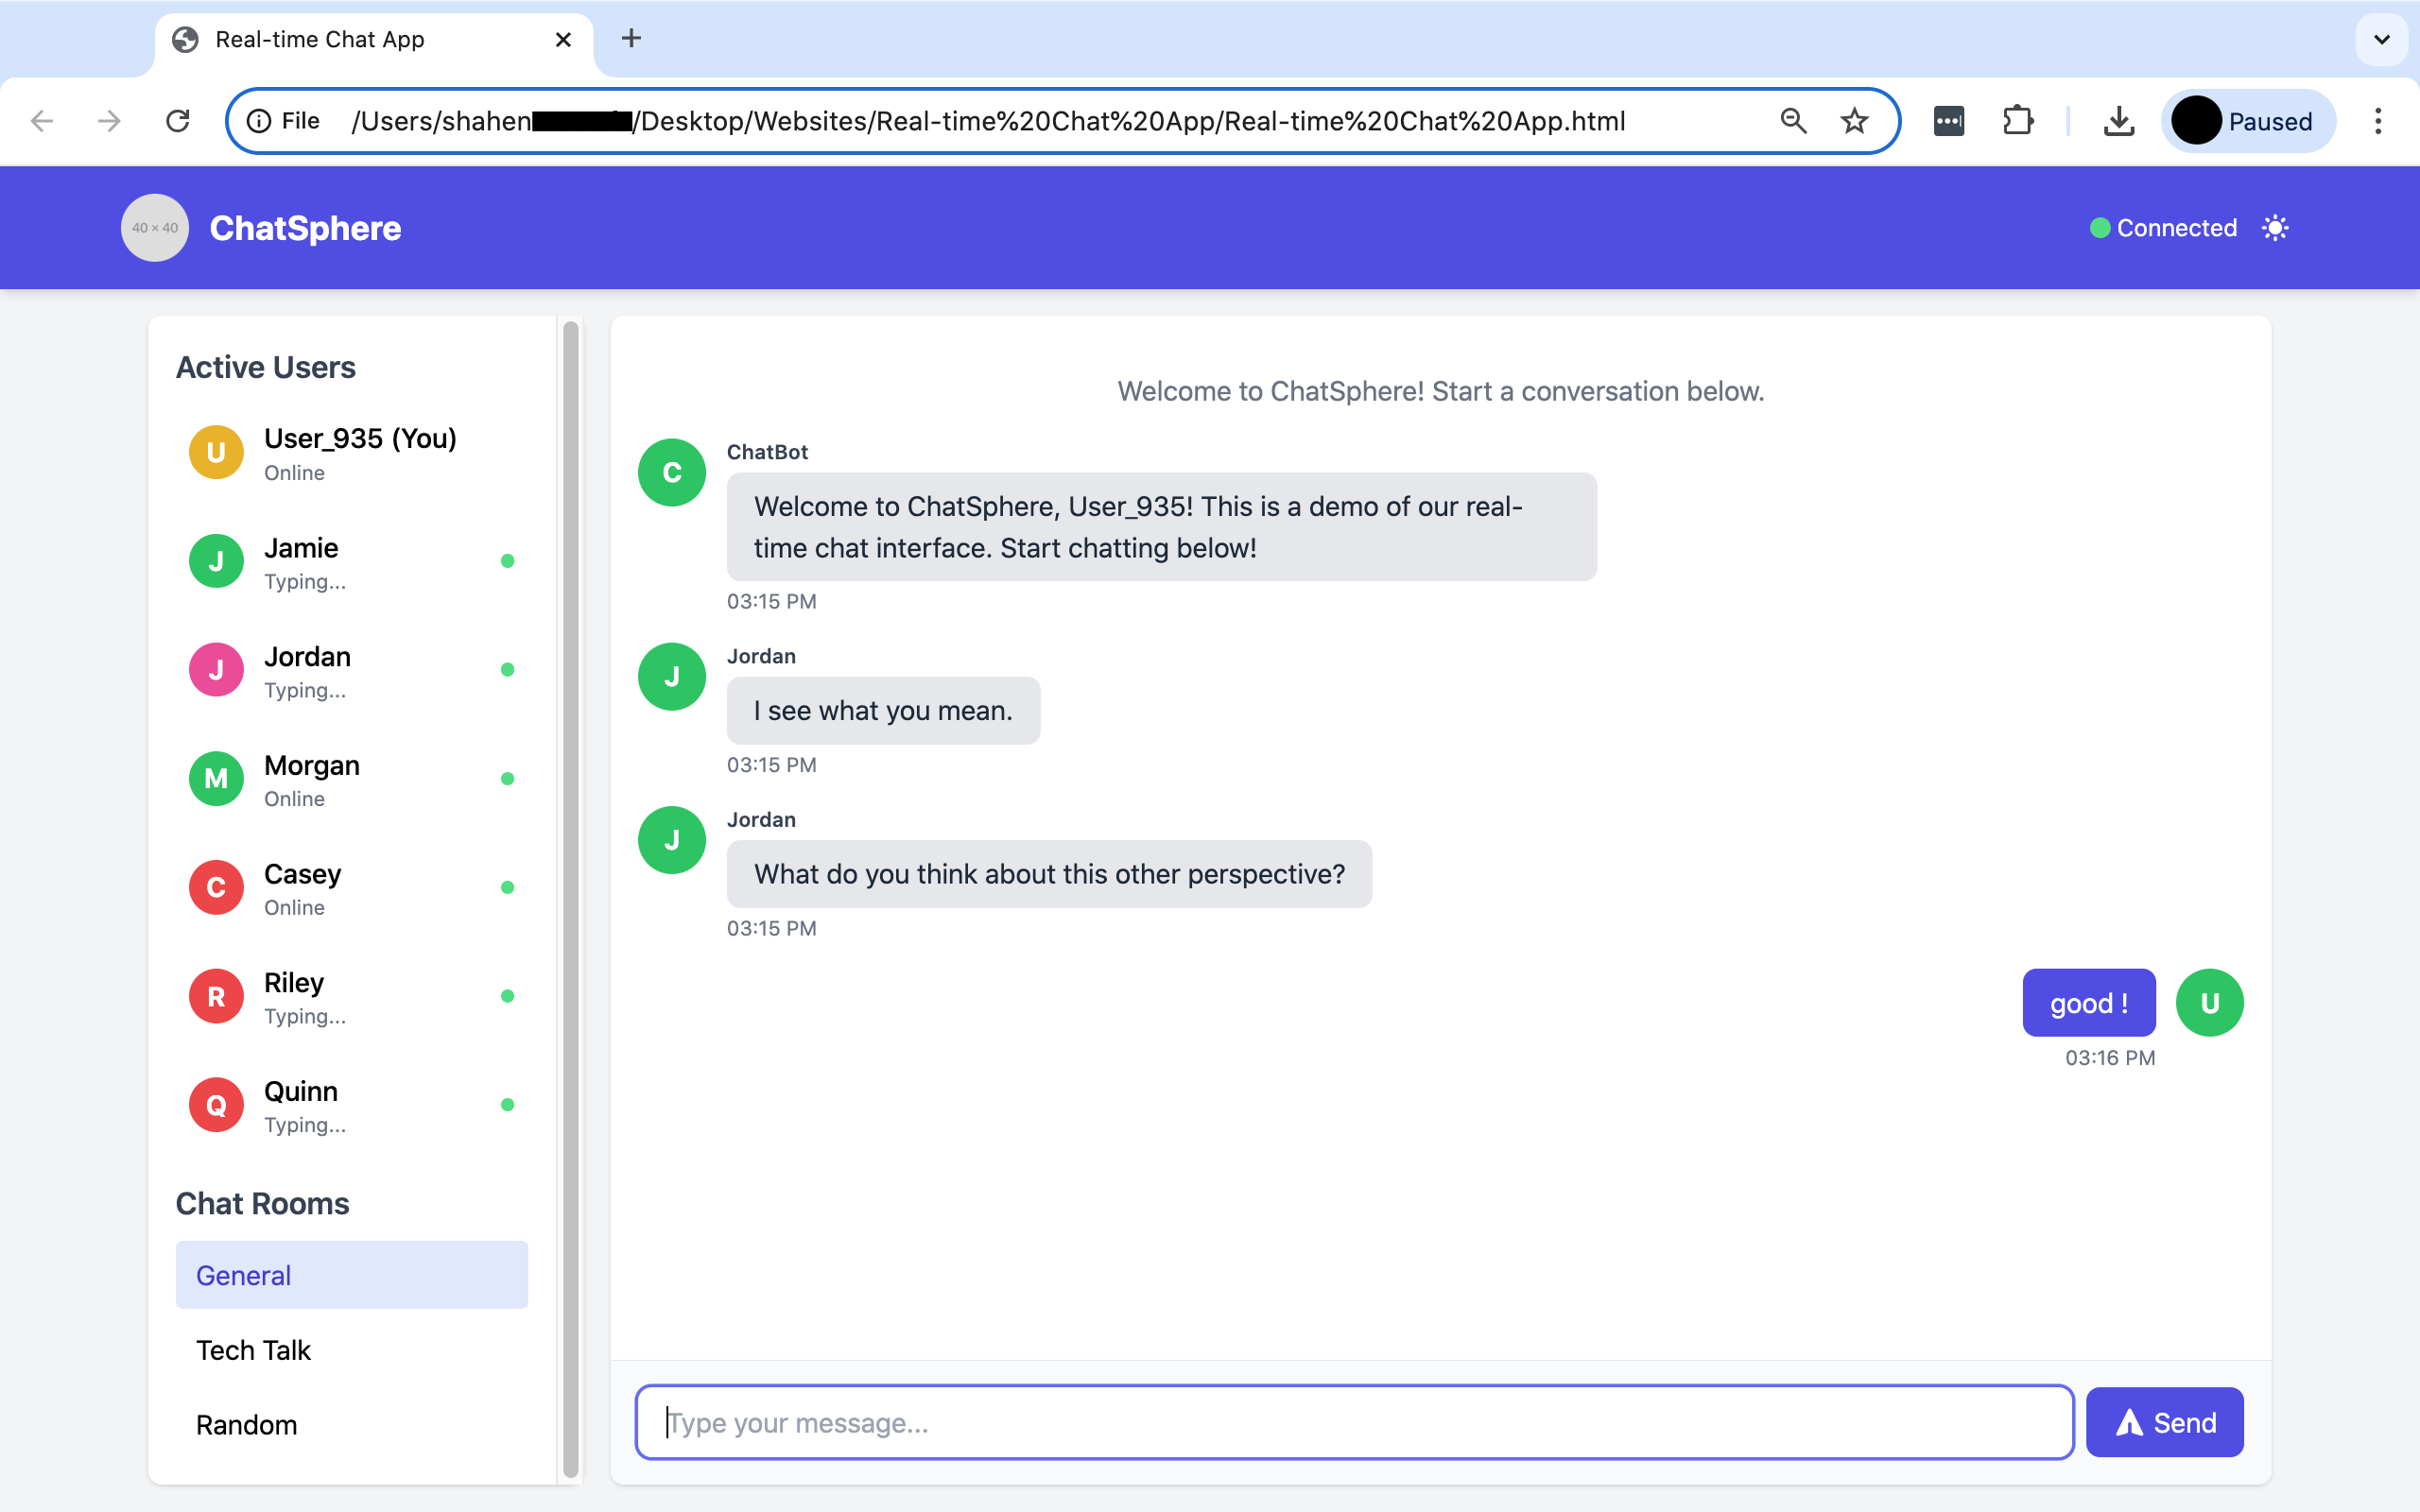 Real-time Chat App
File /Users/shahen /Desktop/Websites/Real-time%20Chat%20App/Real-time%20Chat%20App.html
Paused
40 × 40
ChatSphere
Connected
Active Users
U
User_935 (You)
Online
J
Jamie
Typing...
J
Jordan
Typing...
M
Morgan
Online
C
Casey
Online
R
Riley
Typing...
Q
Quinn
Typing...
Chat Rooms
General
Tech Talk
Random
Welcome to ChatSphere! Start a conversation below.
C
ChatBot
Welcome to ChatSphere, User_935! This is a demo of our real-
time chat interface. Start chatting below!
03:15 PM
J
Jordan
I see what you mean.
03:15 PM
J
Jordan
What do you think about this other perspective?
03:15 PM
good !
U
03:16 PM
Type your message...
Send